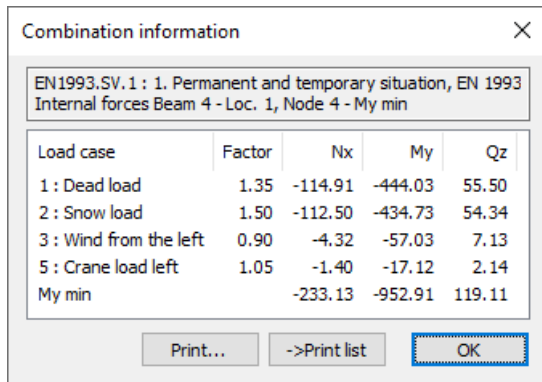 Combination information
EN1993.SV.1 : 1. Permanent and temporary situation, EN 1993
Internal forces Beam 4 - Loc. 1, Node 4 - My min
Load case Factor Nx My Qz
1 : Dead load 1.35 -114.91 -444.03 55.50
2 : Snow load 1.50 -112.50 -434.73 54.34
3 : Wind from the left 0.90 -4.32 -57.03 7.13
5 : Crane load left 1.05 -1.40 -17.12 2.14
My min -233.13 -952.91 119.11
Print... ->Print list OK